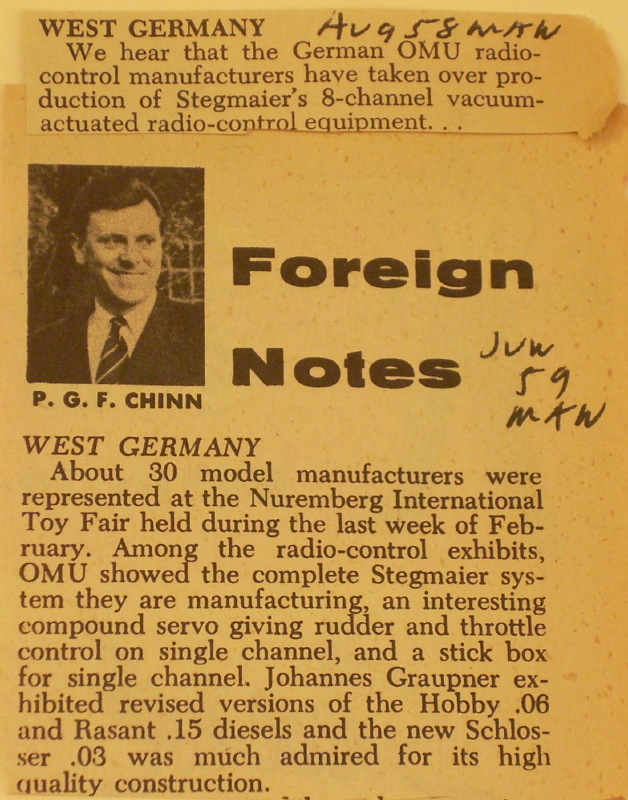 WEST GERMANY Aug 58 MAN
We hear that the German OMU radio-
control manufacturers have taken over pro-
duction of Stegmaier's 8-channel vacuum-
actuated radio-control equipment. . .
Foreign
Notes
Jun
59
MAN
P. G. F. CHINN
WEST GERMANY
About 30 model manufacturers were
represented at the Nuremberg International
Toy Fair held during the last week of Feb-
ruary. Among the radio-control exhibits,
OMU showed the complete Stegmaier sys-
tem they are manufacturing, an interesting
compound servo giving rudder and throttle
control on single channel, and a stick box
for single channel. Johannes Graupner ex-
hibited revised versions of the Hobby .06
and Rasant .15 diesels and the new Schlos-
ser .03 was much admired for its high
quality construction.